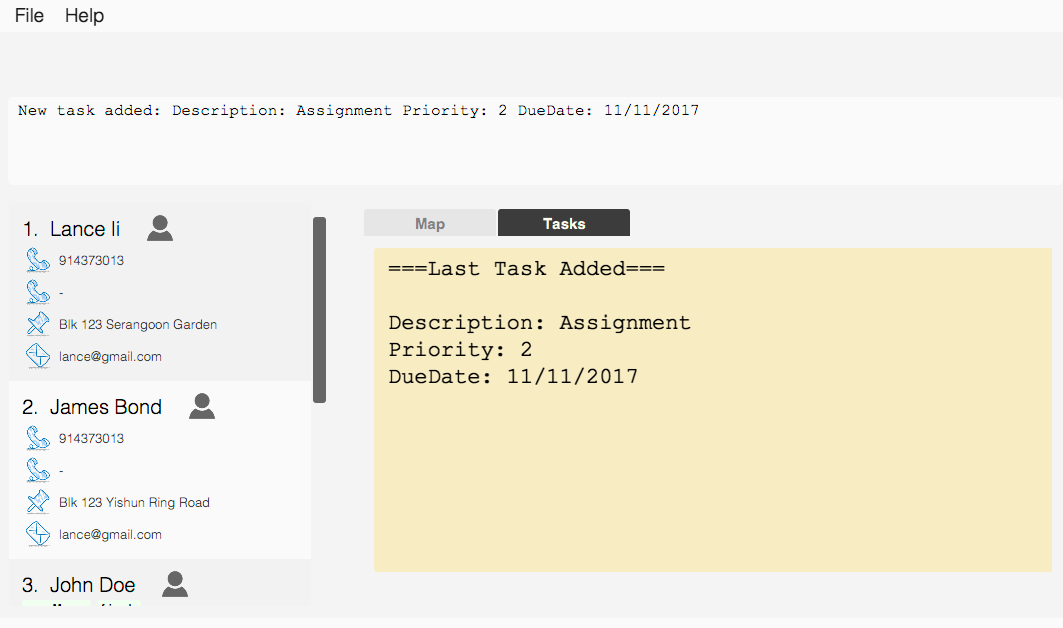 File Help
New task added: Description: Assignment Priority: 2 DueDate: 11/11/2017
1. Lance li
914373013
-
Blk 123 Serangoon Garden
lance@gmail.com
2. James Bond
914373013
-
Blk 123 Yishun Ring Road
lance@gmail.com
3. John Doe
Map Tasks
===Last Task Added===
Description: Assignment
Priority: 2
DueDate: 11/11/2017